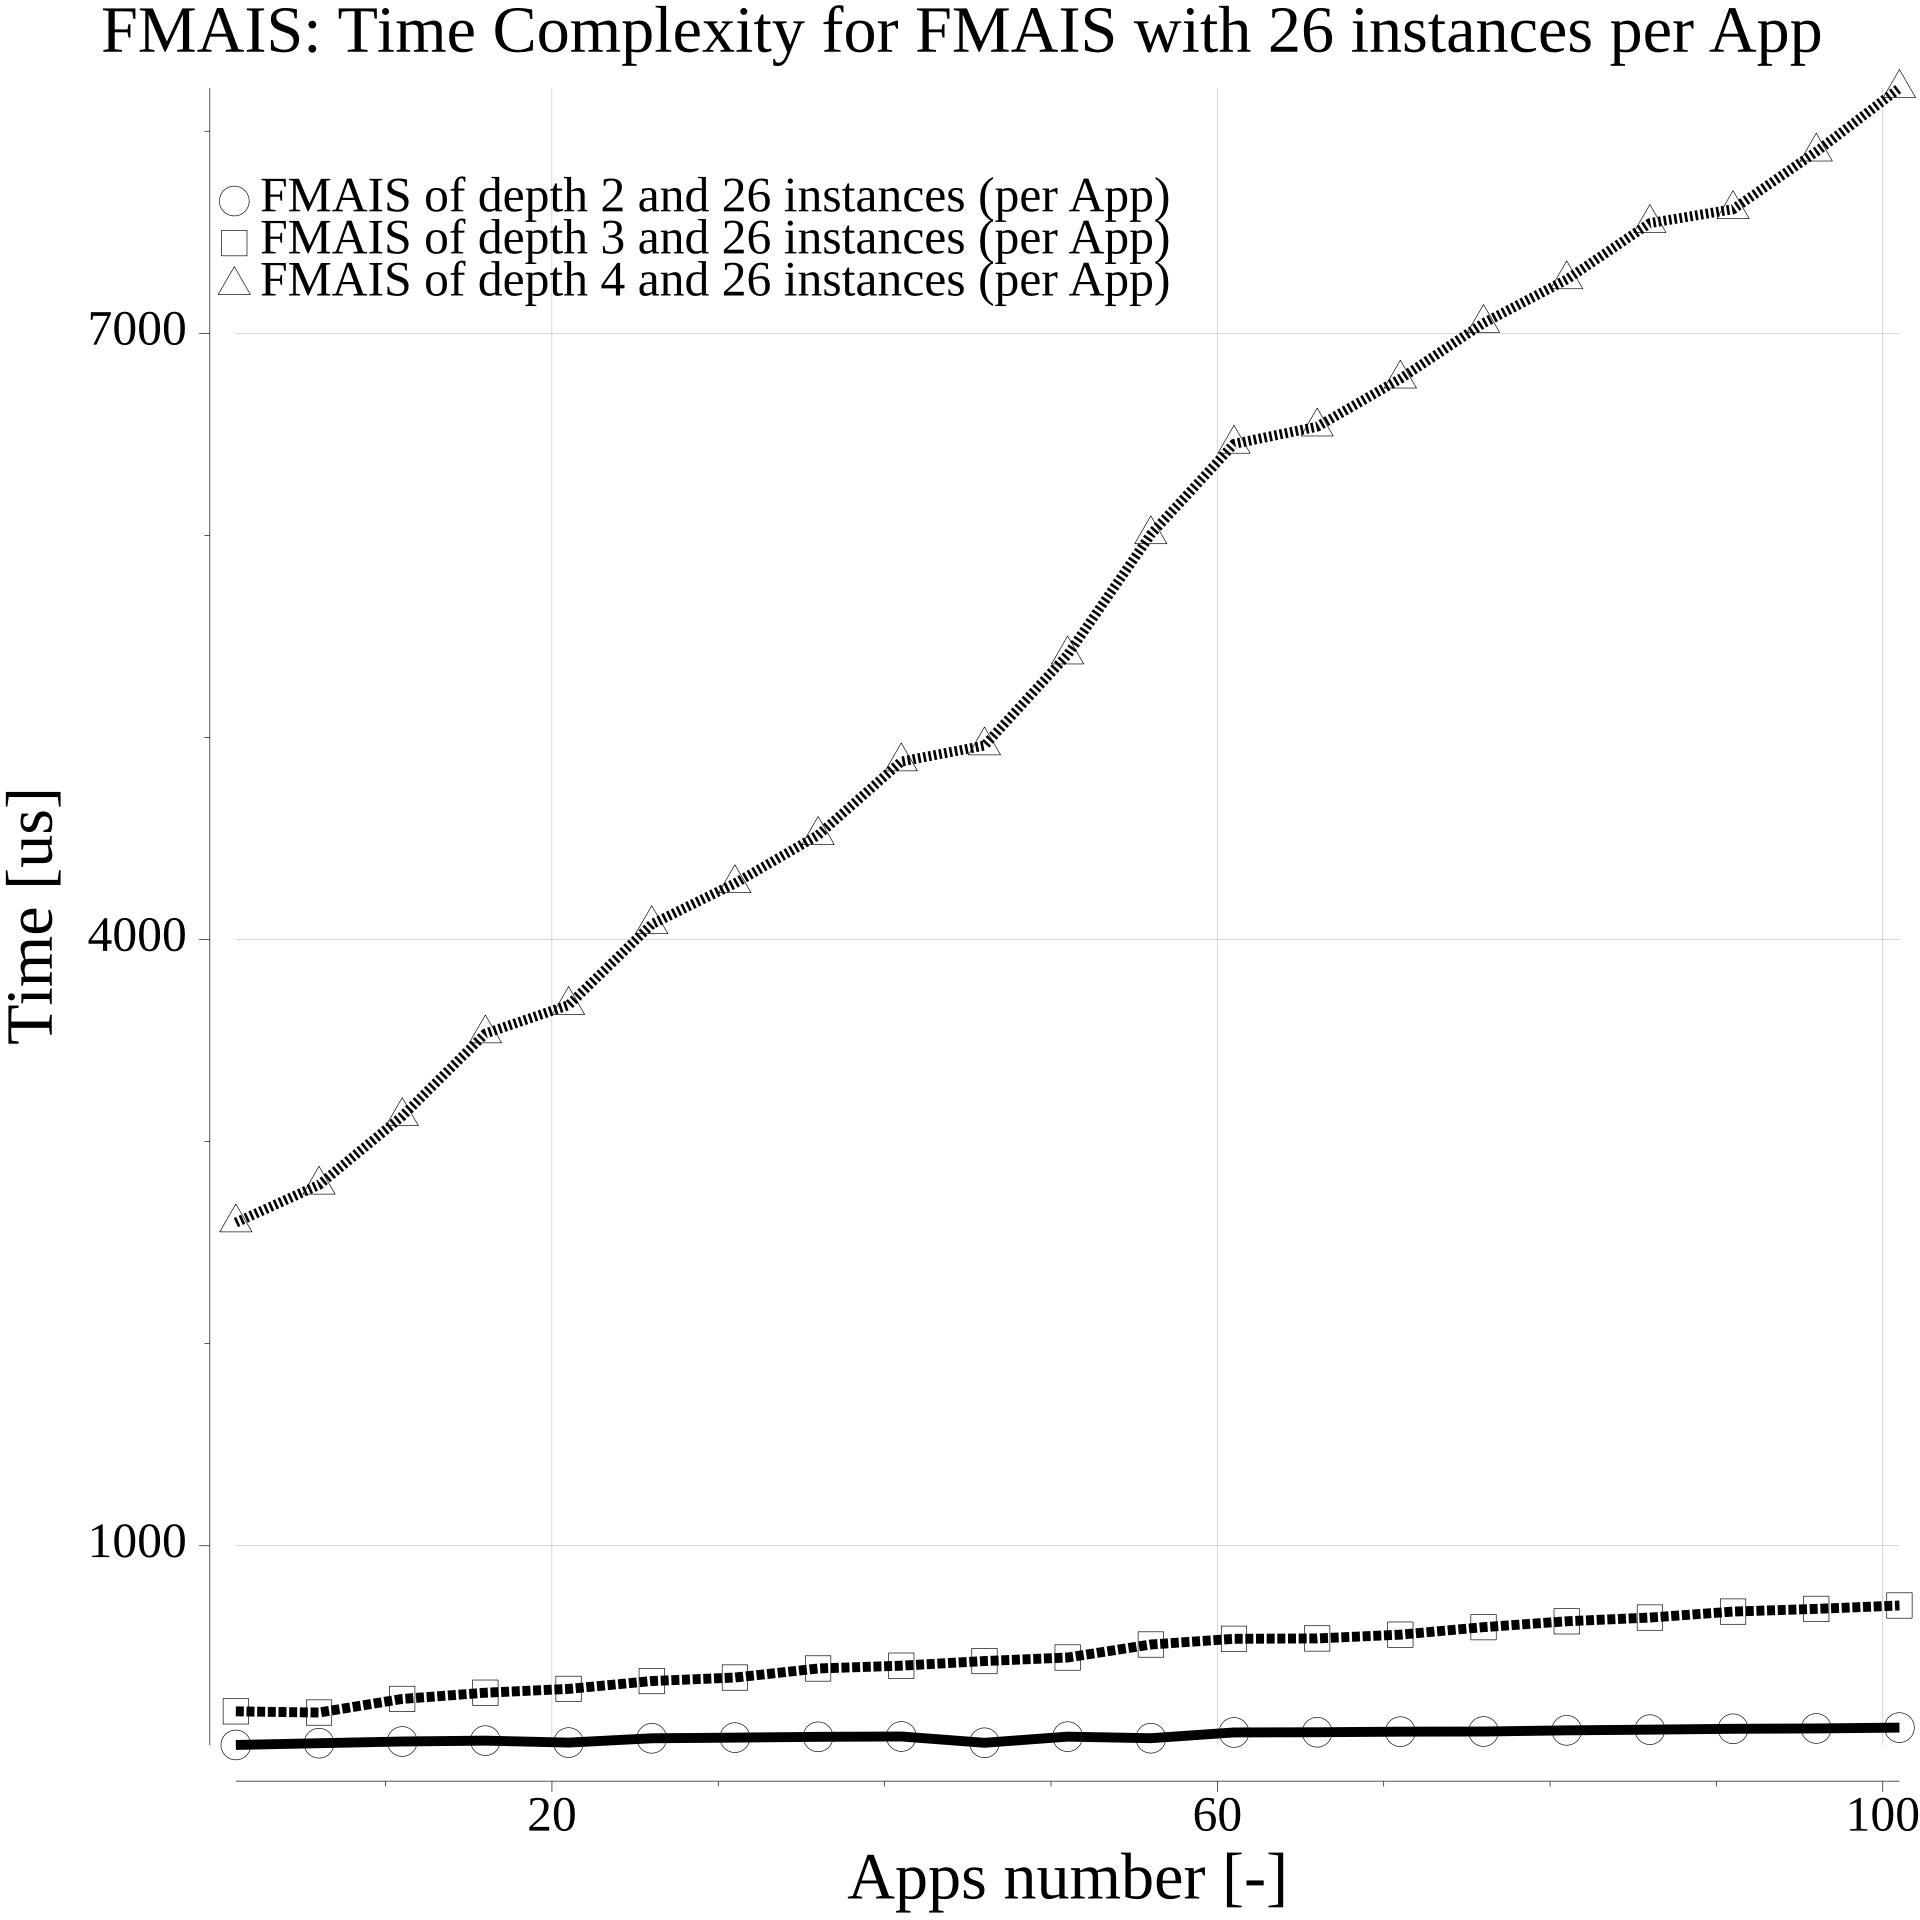 FMAIS: Time Complexity for FMAIS with 26 instances per App
FMAIS of depth 2 and 26 instances (per App)
FMAIS of depth 3 and 26 instances (per App)
FMAIS of depth 4 and 26 instances (per App)
7000
4000
1000
Time [us]
20
60
100
Apps number [-]